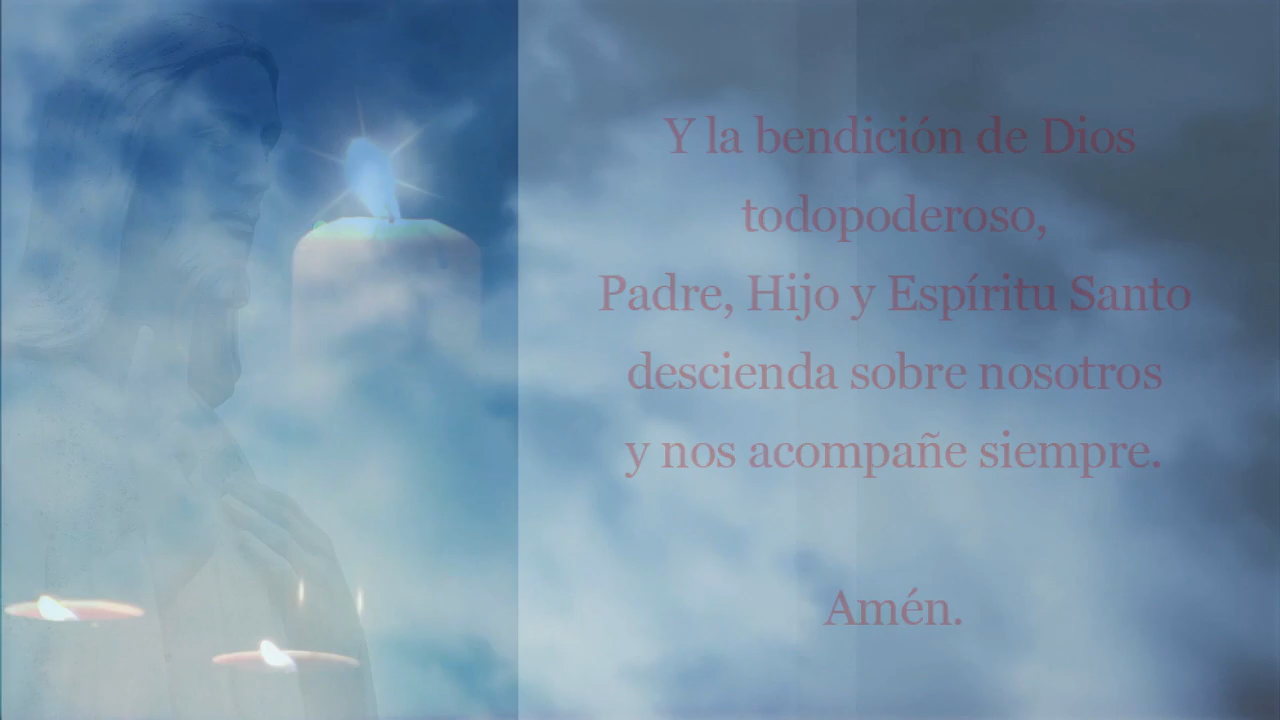 Y la bendición de Dios
todopoderoso,
Padre, Hijo y Espíritu Santo
descienda sobre nosotros
y nos acompañe siempre.
Amén.